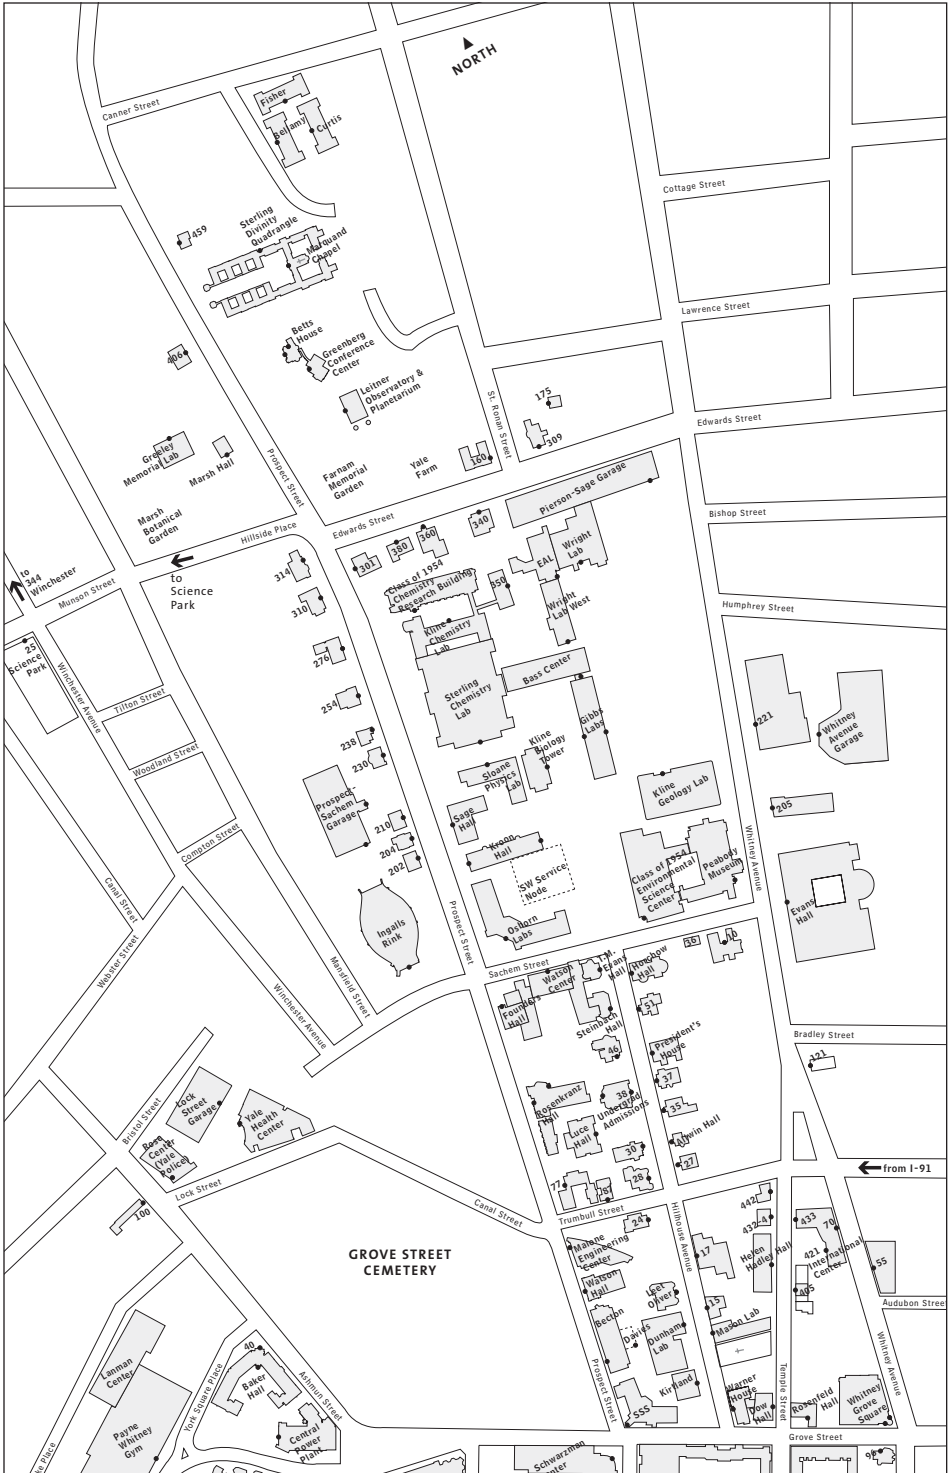 NORTH
Canner Street
Fisher
Bellamy
Curtis
Cottage Street
459
Sterling
Divinity
Quadrangle
Marquand
Chapel
Lawrence Street
406
Betts
House
Greenberg
Conference
Center
Leitner
Observatory &
Planetarium
St. Ronan Street
175
309
Edwards Street
Greeley
Memorial Lab
Marsh Hall
Prospect Street
Farnam
Memorial
Garden
Yale
Farm
160
Pierson-Sage Garage
Marsh
Botanical
Garden
Hillside Place
Edwards Street
340
360
380
301
Bishop Street
to
344
Winchester
Munson Street
to
Science
Park
314
310
Class of 1954
Chemistry
Research Building
350
EAL
Wright
Lab
Wright
Lab West
Humphrey Street
25
Science
Park
Winchester Avenue
276
Kline
Chemistry
Lab
Bass Center
Tilton Street
254
Sterling
Chemistry
Lab
Gibbs
Labs
221
Whitney
Avenue
Garage
Woodland Street
238
230
Kline
Biology
Tower
Sloane
Physics
Lab
Kline
Geology Lab
Prospect-
Sachem
Garage
210
204
202
Sage
Hall
205
Compton Street
Kroon
Hall
SW Service
Node
Class of 1954
Environmental
Science
Center
Peabody
Museum
Whitney Avenue
Canal Street
Ingalls
Rink
Prospect Street
Osborn
Labs
Evans
Hall
Webster Street
Mansfield Street
Winchester Avenue
Sachem Street
Watson
Center
T.M.
Evans
Hall
Horchow
Hall
36
10
Founders
Hall
Steinbach
Hall
51
46
President's
House
Bradley Street
121
Bristol Street
Lock
Street
Garage
Yale
Health
Center
Rosenkranz
Hall
38
Undergrad
Admissions
37
35
Rose
Center
(Yale
Police)
Luce
Hall
30
Allwin Hall
27
from I-91
Lock Street
100
77
87
28
Canal Street
Trumbull Street
442
432-4
433
70
GROVE STREET
CEMETERY
24
Malone
Engineering
Center
Hillhouse Avenue
17
Helen
Hadley Hall
421
International
Center
55
Watson
Hall
Leet
Oliver
15
405
Audubon Street
Becton
Davies
Dunham
Lab
Mason Lab
Lanman
Center
York Square Place
40
Baker
Hall
Ashmun Street
Prospect Street
Kirtland
Warner
House
Temple Street
Whitney Avenue
Rosenfeld
Hall
Whitney
Grove
Square
Payne
Whitney
Gym
Central
Power
Plant
SSS
Dow
Hall
Grove Street
Schwarzman